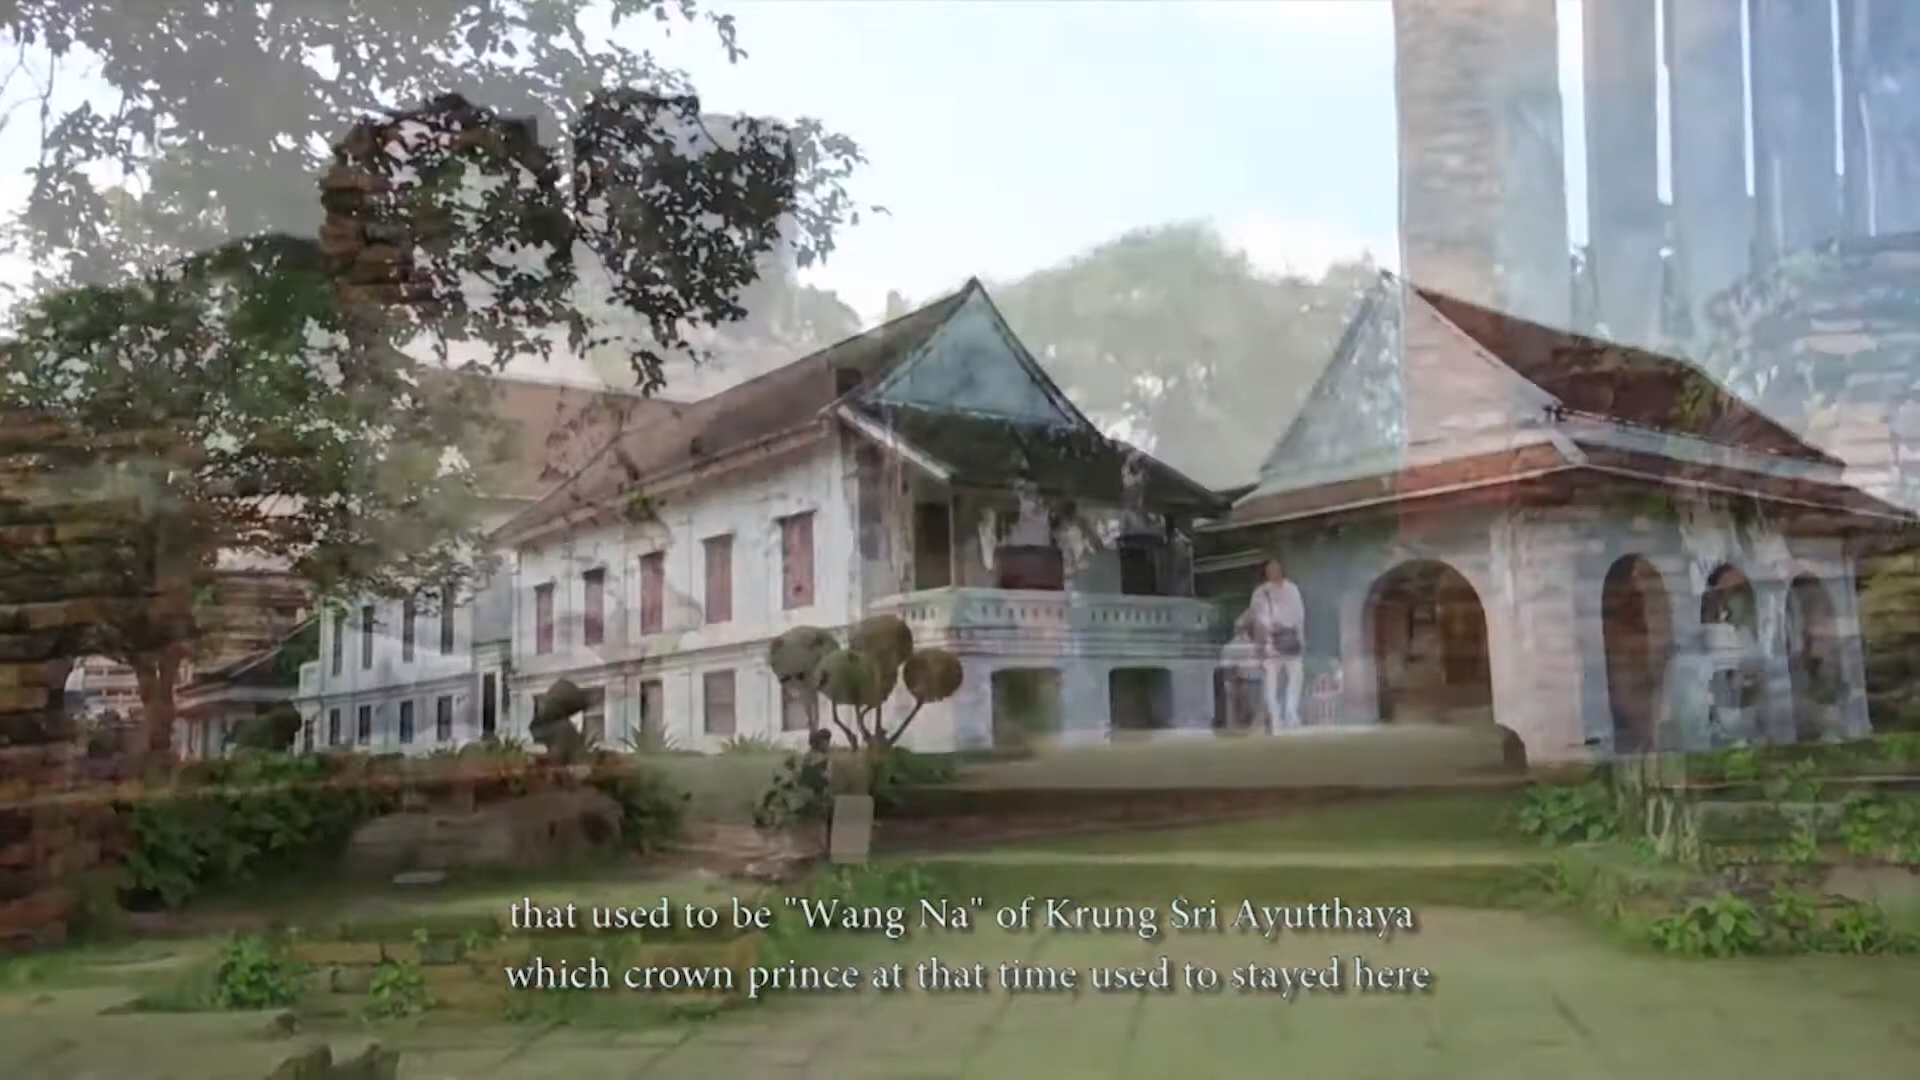 that used to be "Wang Na" of Krung Sri Ayutthaya
which crown prince at that time used to stayed here